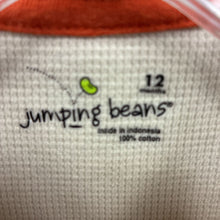 12
months
jumping beans®
made in indonesia
100% cotton